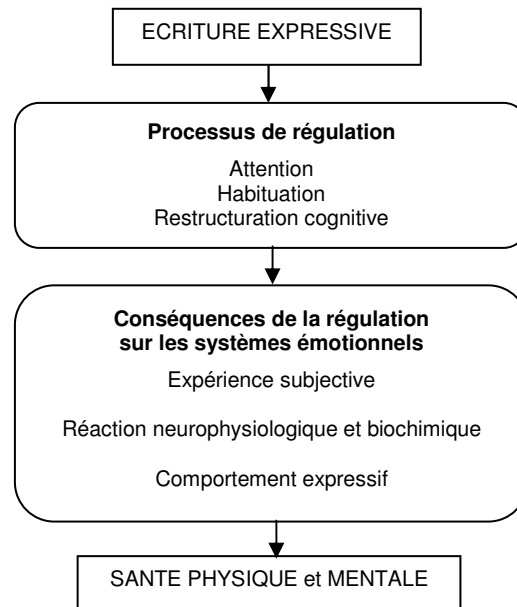 ECRITURE EXPRESSIVE
Processus de régulation
Attention
Habituation
Restructuration cognitive
Conséquences de la régulation
sur les systèmes émotionnels
Expérience subjective
Réaction neurophysiologique et biochimique
Comportement expressif
SANTE PHYSIQUE et MENTALE